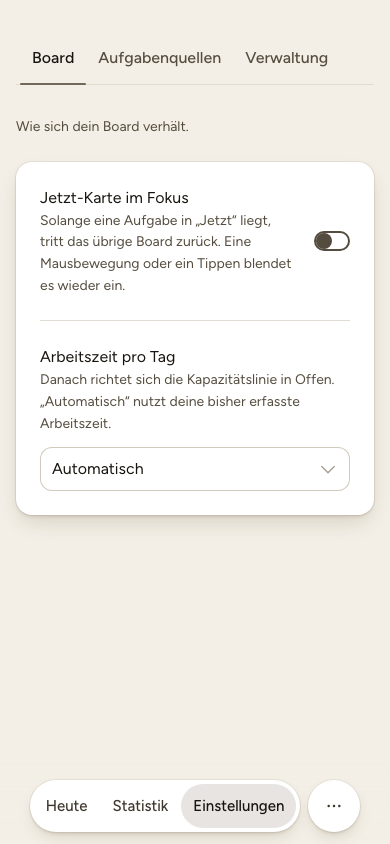 Board Aufgabenquellen Verwaltung
Wie sich dein Board verhält.
Jetzt-Karte im Fokus
Solange eine Aufgabe in „Jetzt“ liegt,
tritt das übrige Board zurück. Eine
Mausbewegung oder ein Tippen blendet
es wieder ein.
Arbeitszeit pro Tag
Danach richtet sich die Kapazitätslinie in Offen.
„Automatisch“ nutzt deine bisher erfasste
Arbeitszeit.
Automatisch
Heute Statistik Einstellungen ...